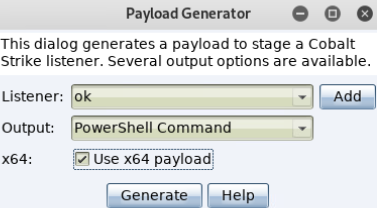 Payload Generator
This dialog generates a payload to stage a Cobalt
Strike listener. Several output options are available.
Listener: ok Add
Output: PowerShell Command
x64: Use x64 payload
Generate Help